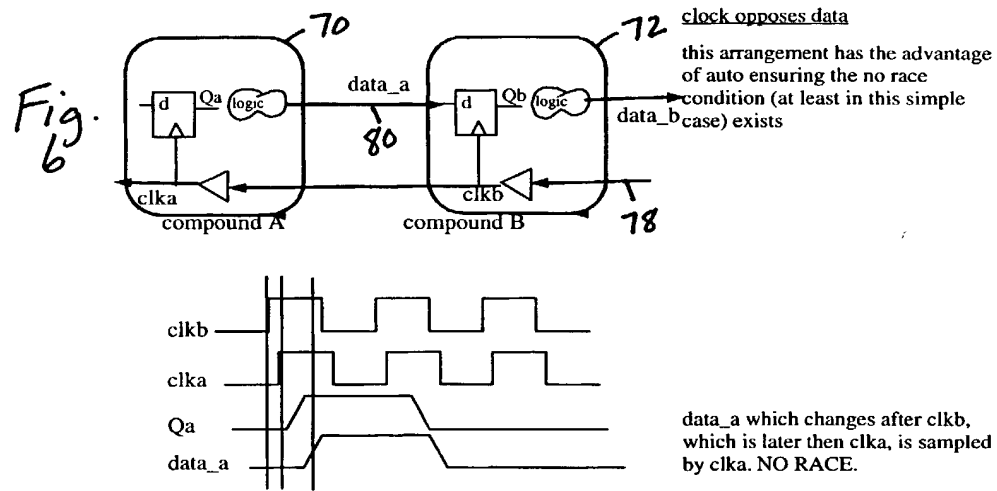 70
72
clock opposes data
this arrangement has the advantage
of auto ensuring the no race
condition (at least in this simple
case) exists
Fig.
6
d
Qa
logic
data_a
80
d
Qb
logic
data_b
clka
clkb
78
compound A
compound B
clkb
clka
Qa
data_a
data_a which changes after clkb,
which is later then clka, is sampled
by clka. NO RACE.